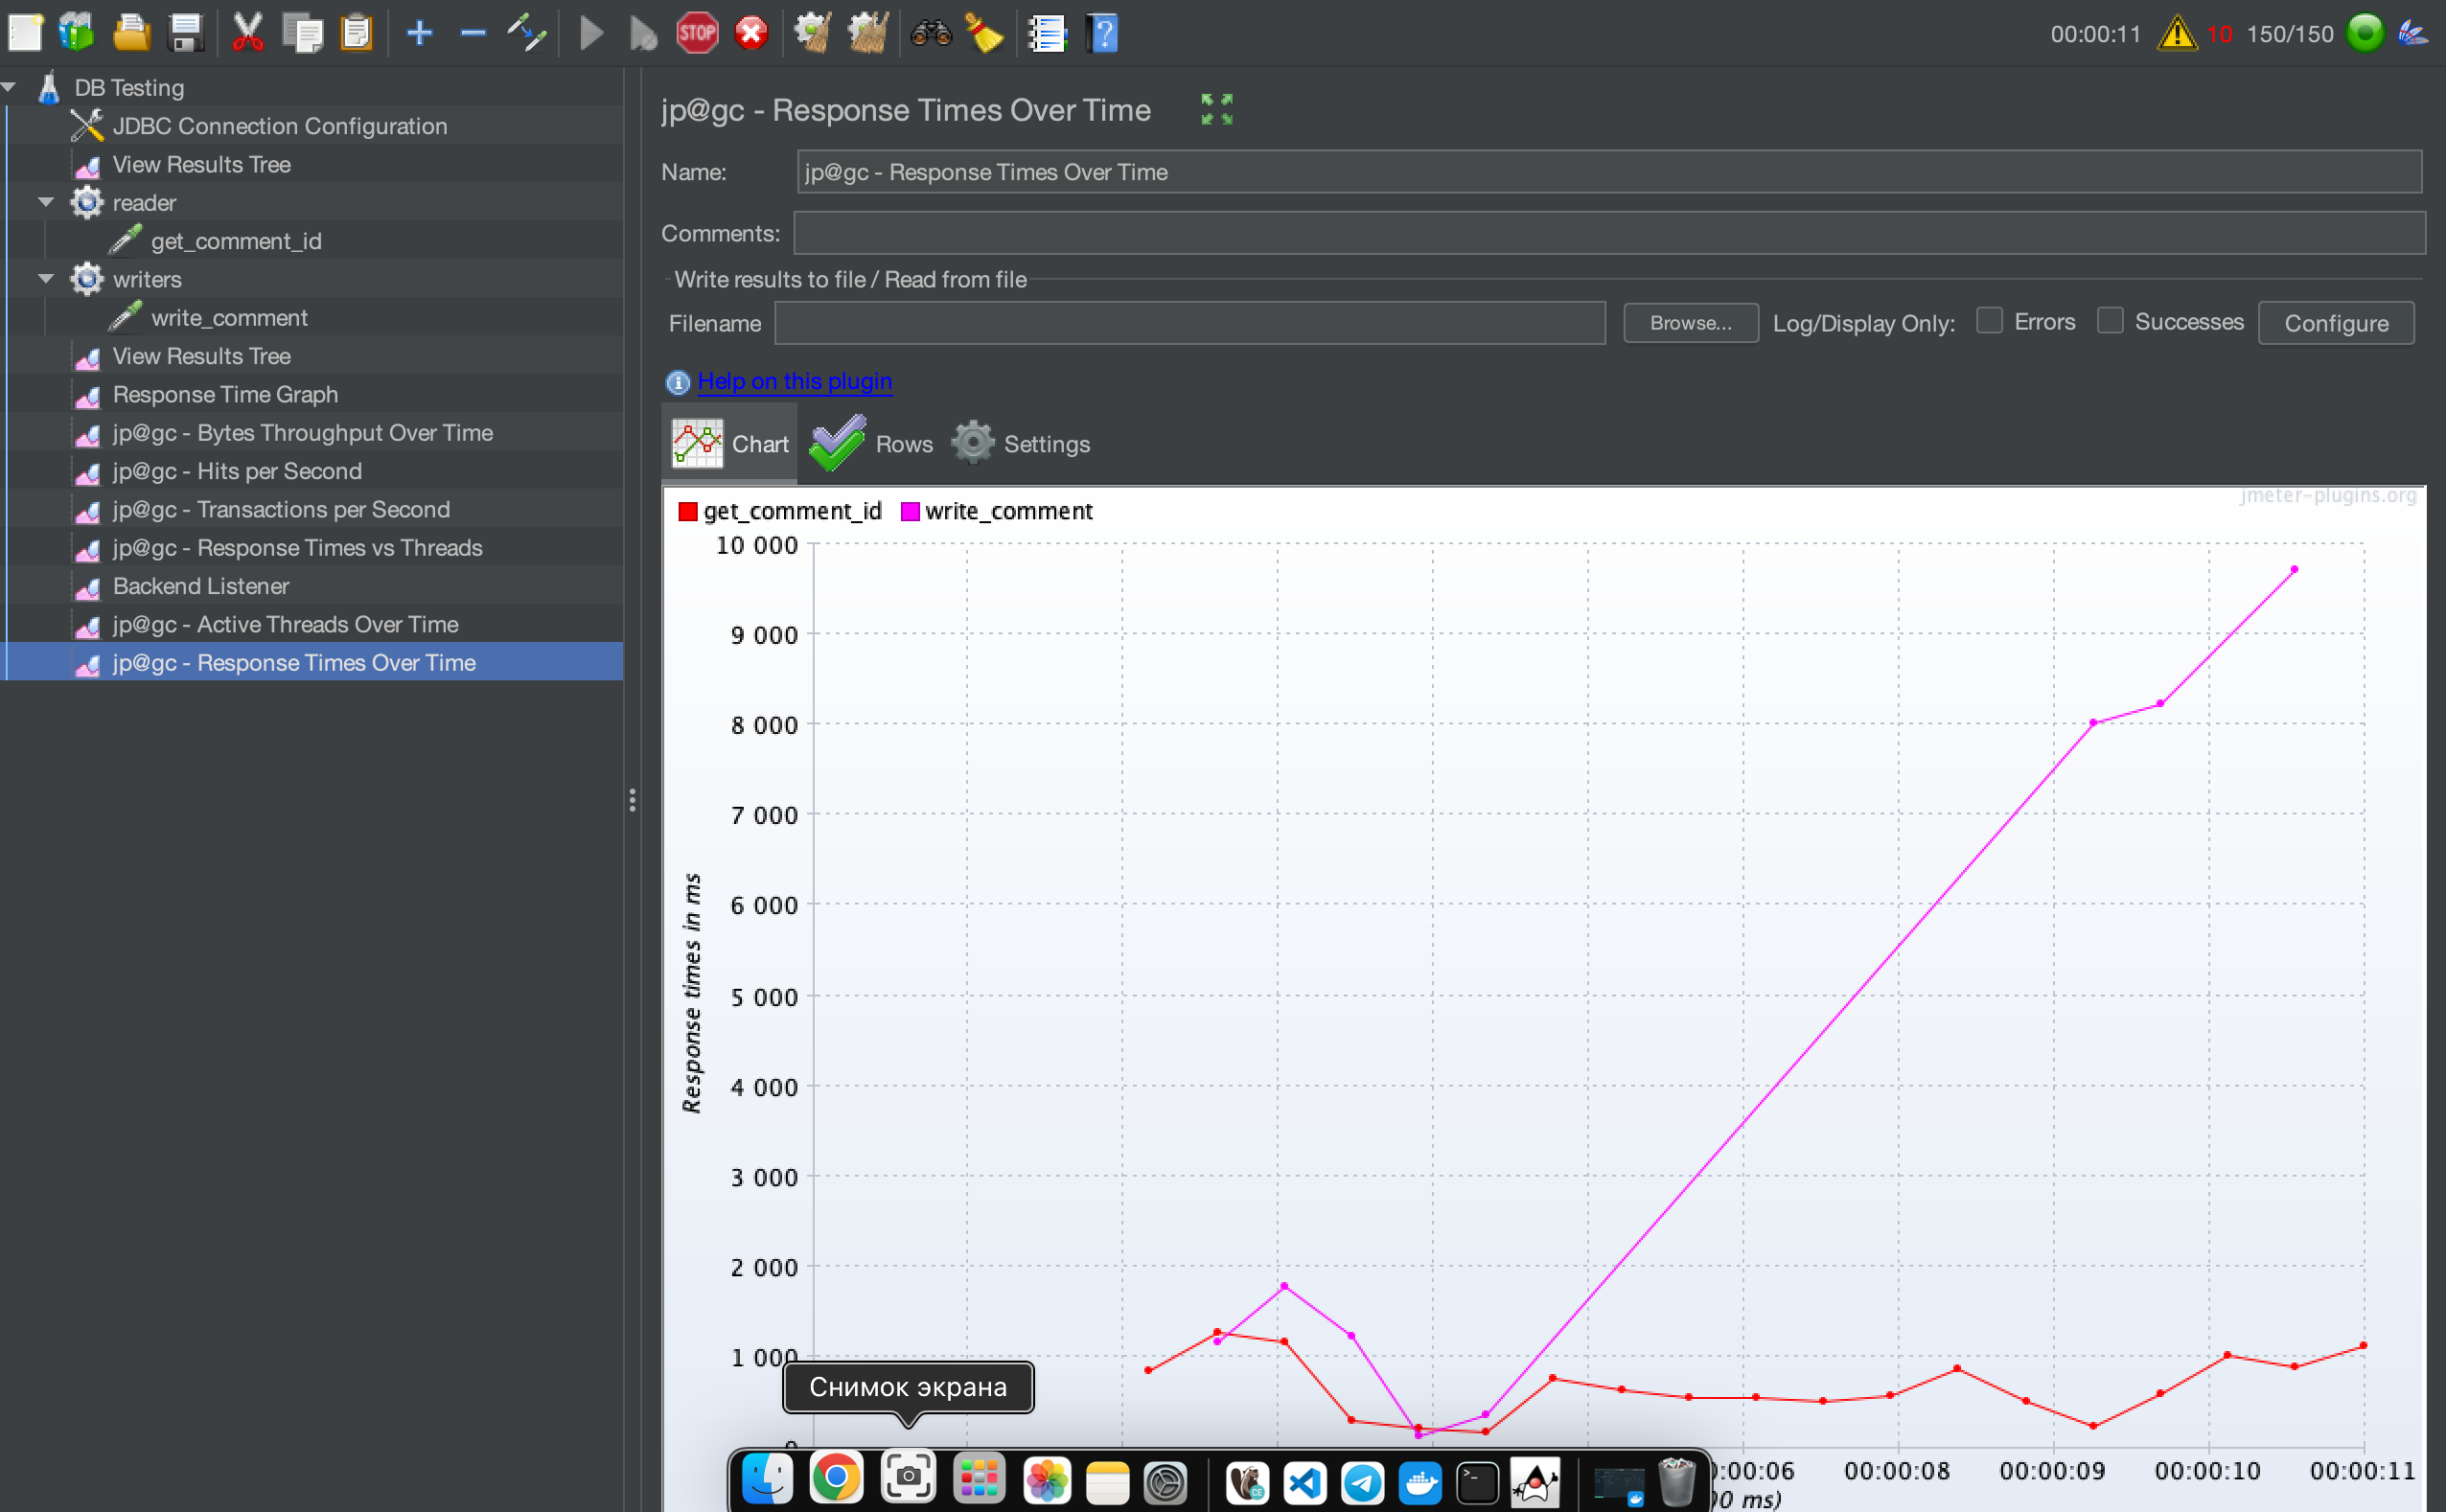 00:00:11 10 150/150
DB Testing
JDBC Connection Configuration
View Results Tree
reader
get_comment_id
writers
write_comment
View Results Tree
Response Time Graph
jp@gc - Bytes Throughput Over Time
jp@gc - Hits per Second
jp@gc - Transactions per Second
jp@gc - Response Times vs Threads
Backend Listener
jp@gc - Active Threads Over Time
jp@gc - Response Times Over Time
STOP
jp@gc - Response Times Over Time
Name: jp@gc - Response Times Over Time
Comments:
Write results to file / Read from file
Filename Browse... Log/Display Only: Errors Successes Configure
Help on this plugin
Chart Rows Settings
jmeter-plugins.org
get_comment_id write_comment
10 000
9 000
8 000
7 000
6 000
5 000
4 000
3 000
2 000
1 000
0
Response times in ms
Снимок экрана
00:00:06 00:00:08 00:00:09 00:00:10 00:00:11
ms)